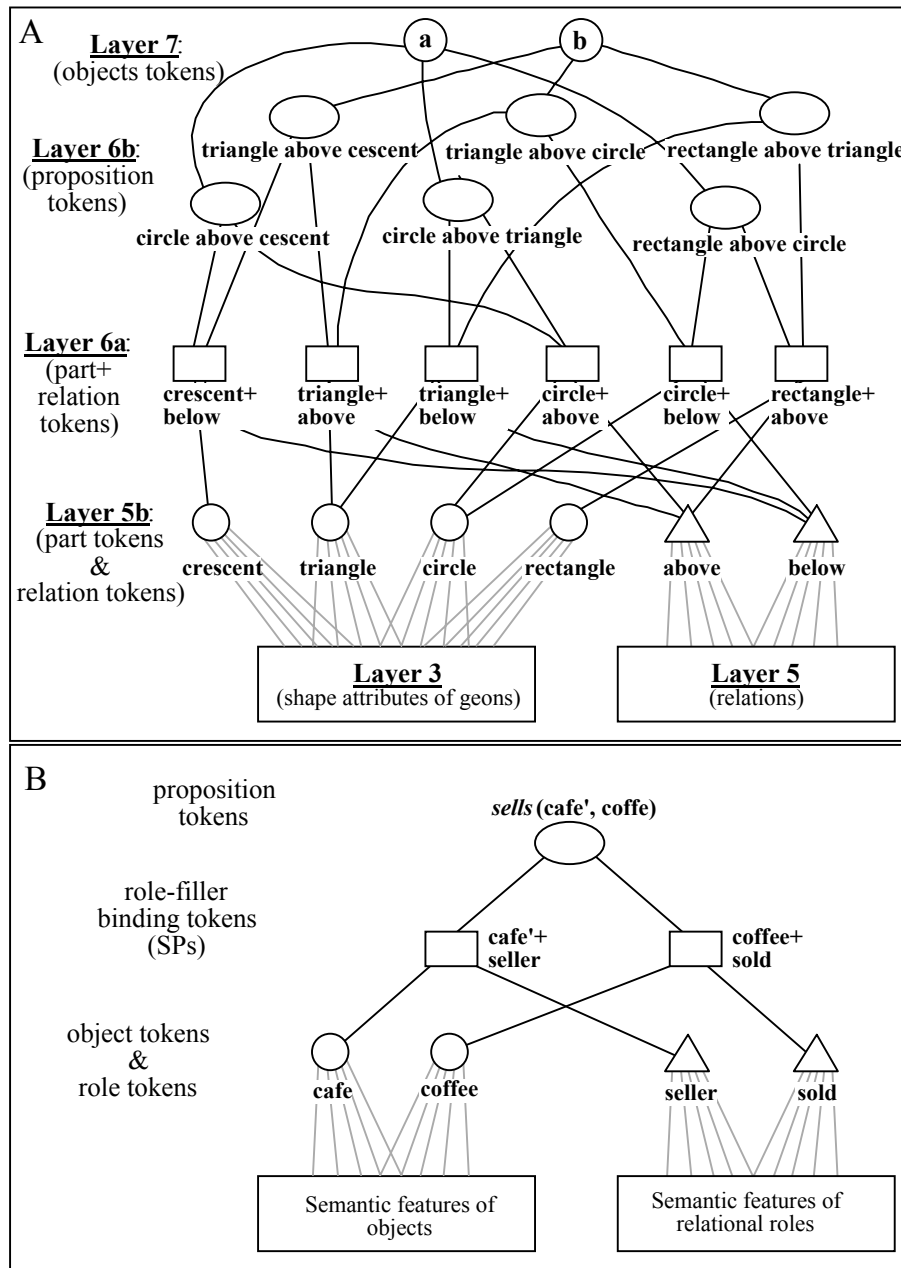 A
Layer 7:
(objects tokens)
a
b
Layer 6b:
(proposition
tokens)
triangle above cescent
triangle above circle
rectangle above triangle
circle above cescent
circle above triangle
rectangle above circle
Layer 6a:
(part+
relation
tokens)
crescent+
below
triangle+
above
triangle+
below
circle+
above
circle+
below
rectangle+
above
Layer 5b:
(part tokens
&
relation tokens)
crescent
triangle
circle
rectangle
above
below
Layer 3
(shape attributes of geons)
Layer 5
(relations)
B
proposition
tokens
sells (cafe', coffe)
role-filler
binding tokens
(SPs)
cafe'+
seller
coffee+
sold
object tokens
&
role tokens
cafe
coffee
seller
sold
Semantic features of
objects
Semantic features of
relational roles